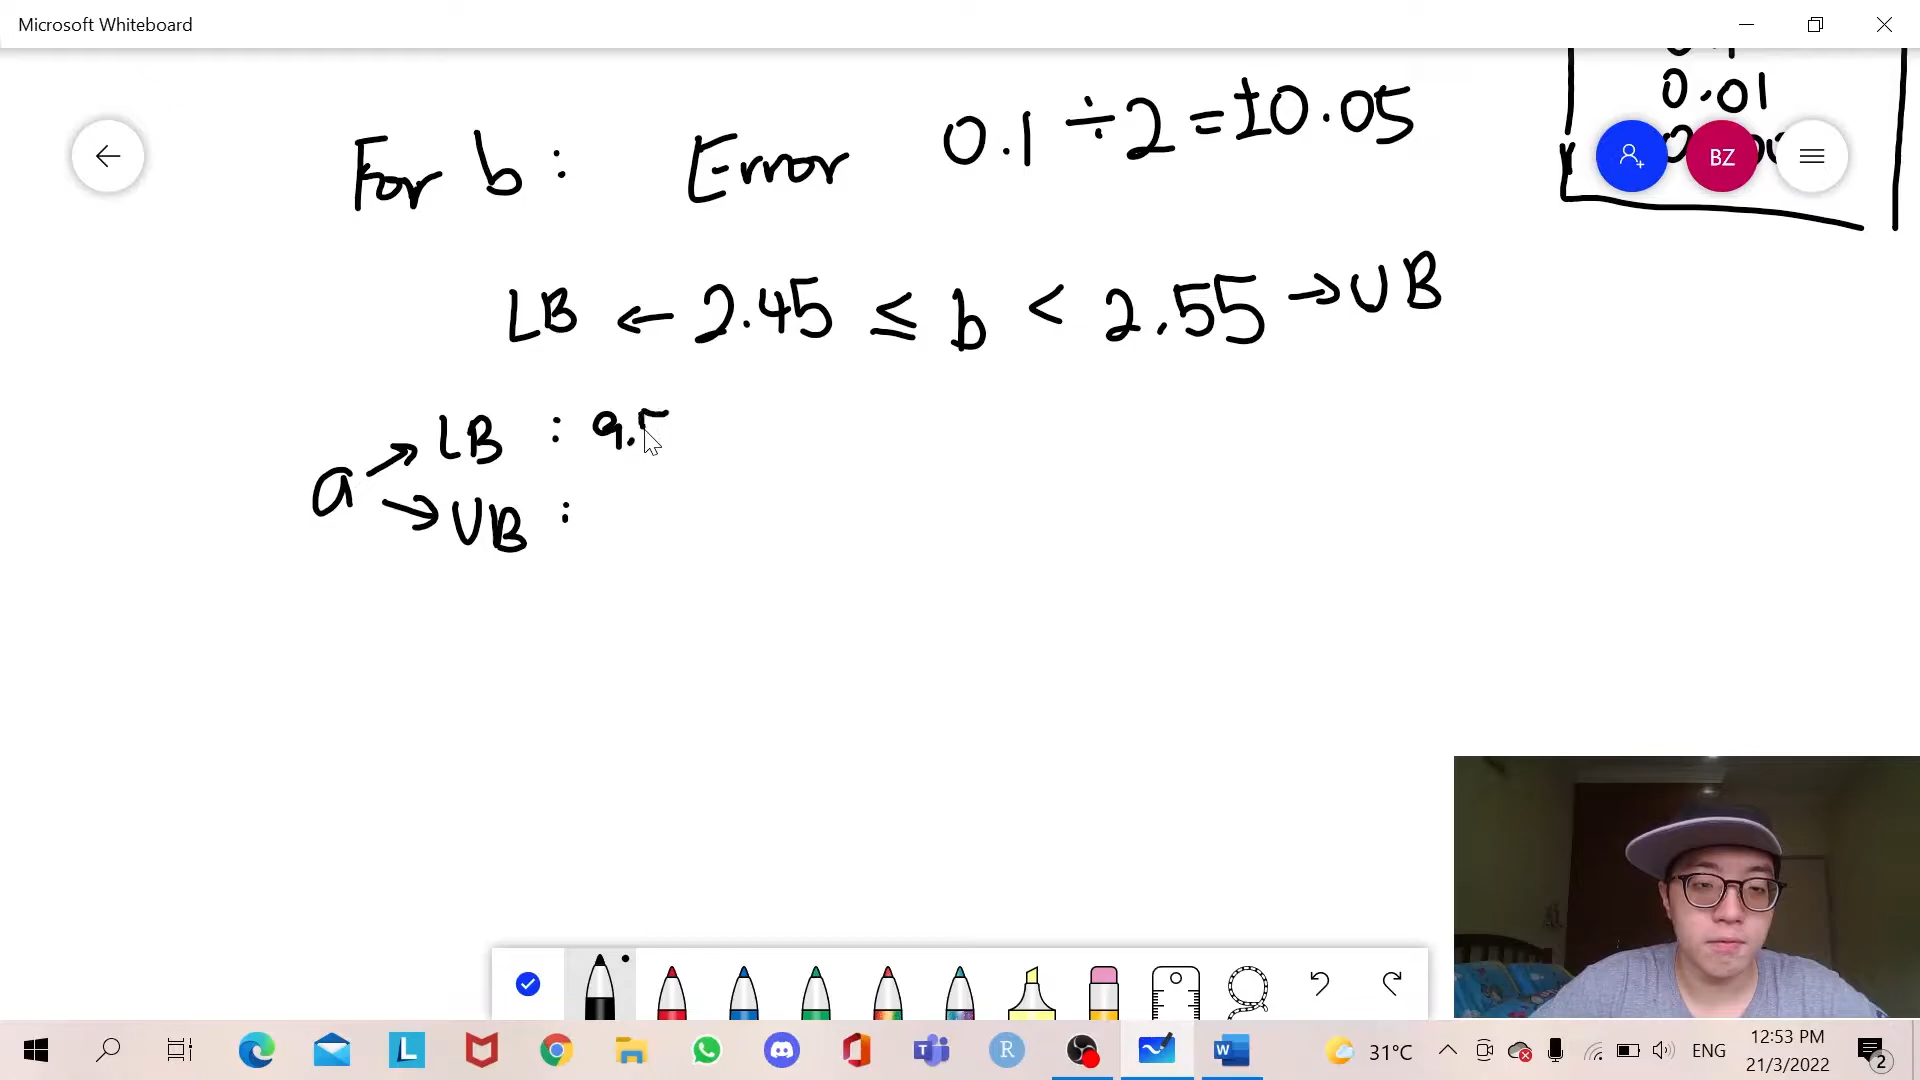 Microsoft Whiteboard
0.01
For b : Error 0.1 ÷ 2 = ±0.05
BZ
LB ← 2.45 ≤ b < 2.55 → UB
a → LB : 9.5
→ UB :
31°C
ENG
12:53 PM
21/3/2022
2